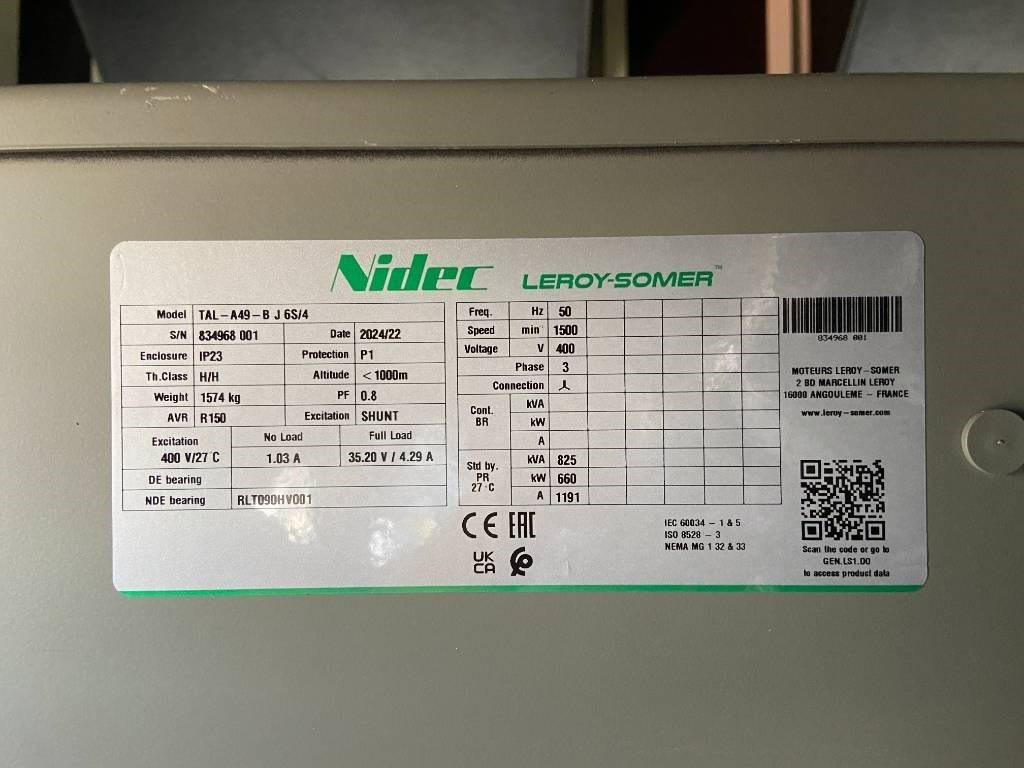 Nidec LEROY-SOMER™
Model TAL-A49-B J 6S/4
S/N 834968 001 Date 2024/22
Enclosure IP23 Protection P1
Th.Class H/H Altitude < 1000m
Weight 1574 kg PF 0.8
AVR R150 Excitation SHUNT
Excitation No Load Full Load
400 V/27°C 1.03 A 35.20 V / 4.29 A
DE bearing
NDE bearing RLT090HV001
Freq. Hz 50
Speed min⁻ 1500
Voltage V 400
Phase 3
Connection
Cont. BR kVA
kW
A
Std by. PR 27°C kVA 825
kW 660
A 1191
CE EAC
UK CA
IEC 60034 - 1 & 5
ISO 8528 - 3
NEMA MG 1 32 & 33
834968 001
MOTEURS LEROY-SOMER
2 BD MARCELLIN LEROY
16000 ANGOULEME - FRANCE
www.leroy-somer.com
Scan the code or go to
GEN.LS1.DO
to access product data